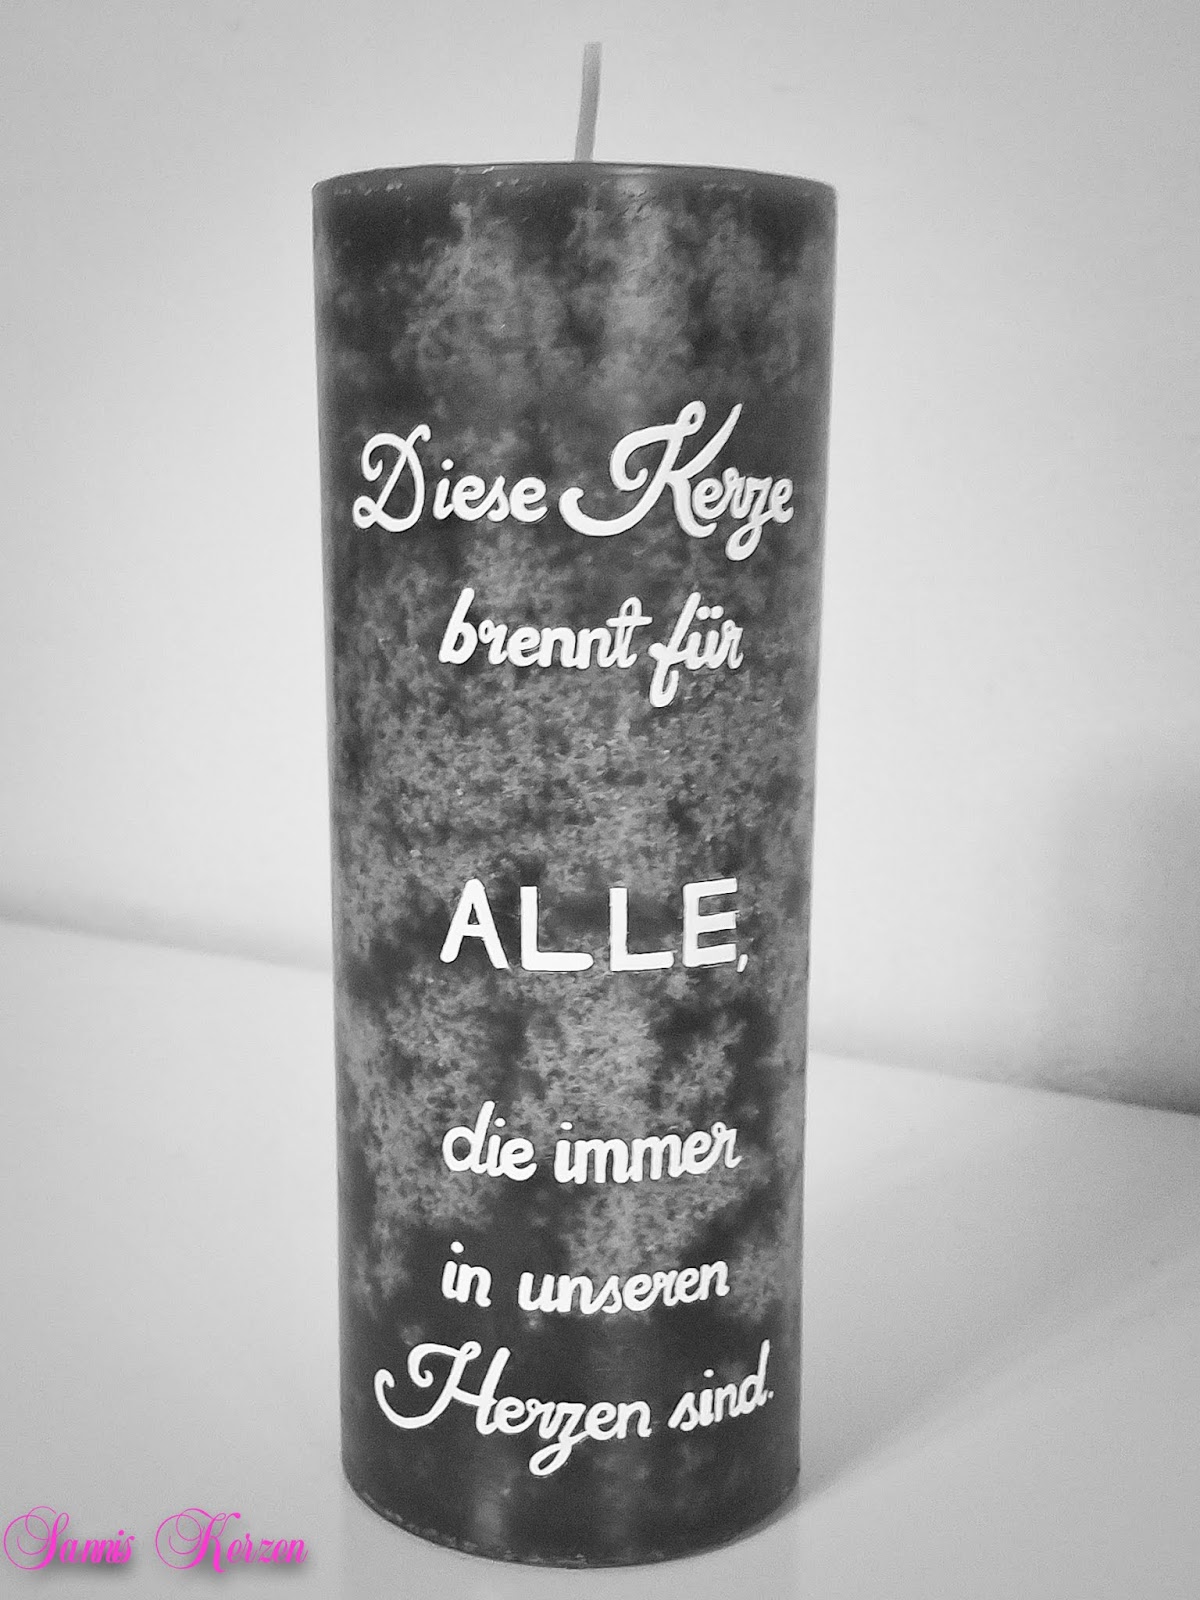 Diese Kerze
brennt für
ALLE,
die immer
in unseren
Herzen sind.
Sannis Kerzen